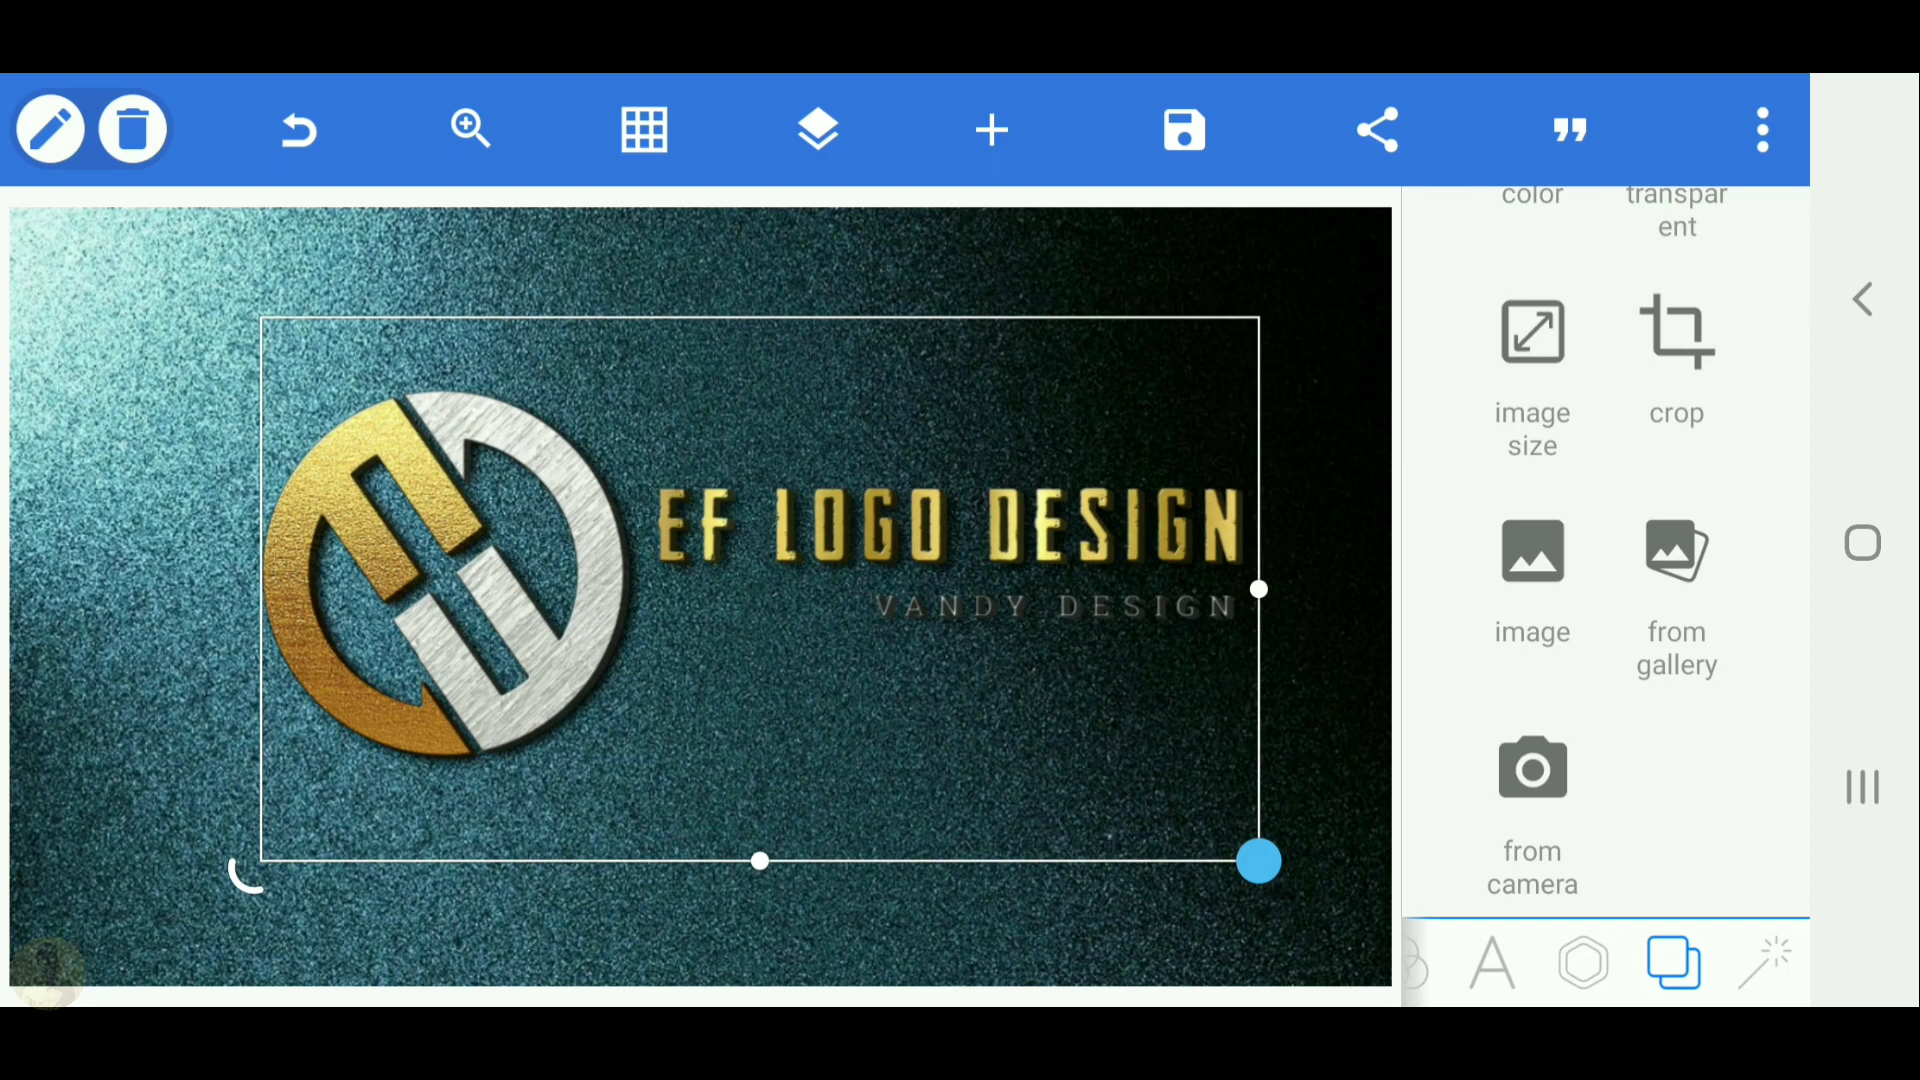 color
transpar
ent
image
size
crop
EF LOGO DESIGN
VANDY DESIGN
image
from
gallery
from
camera